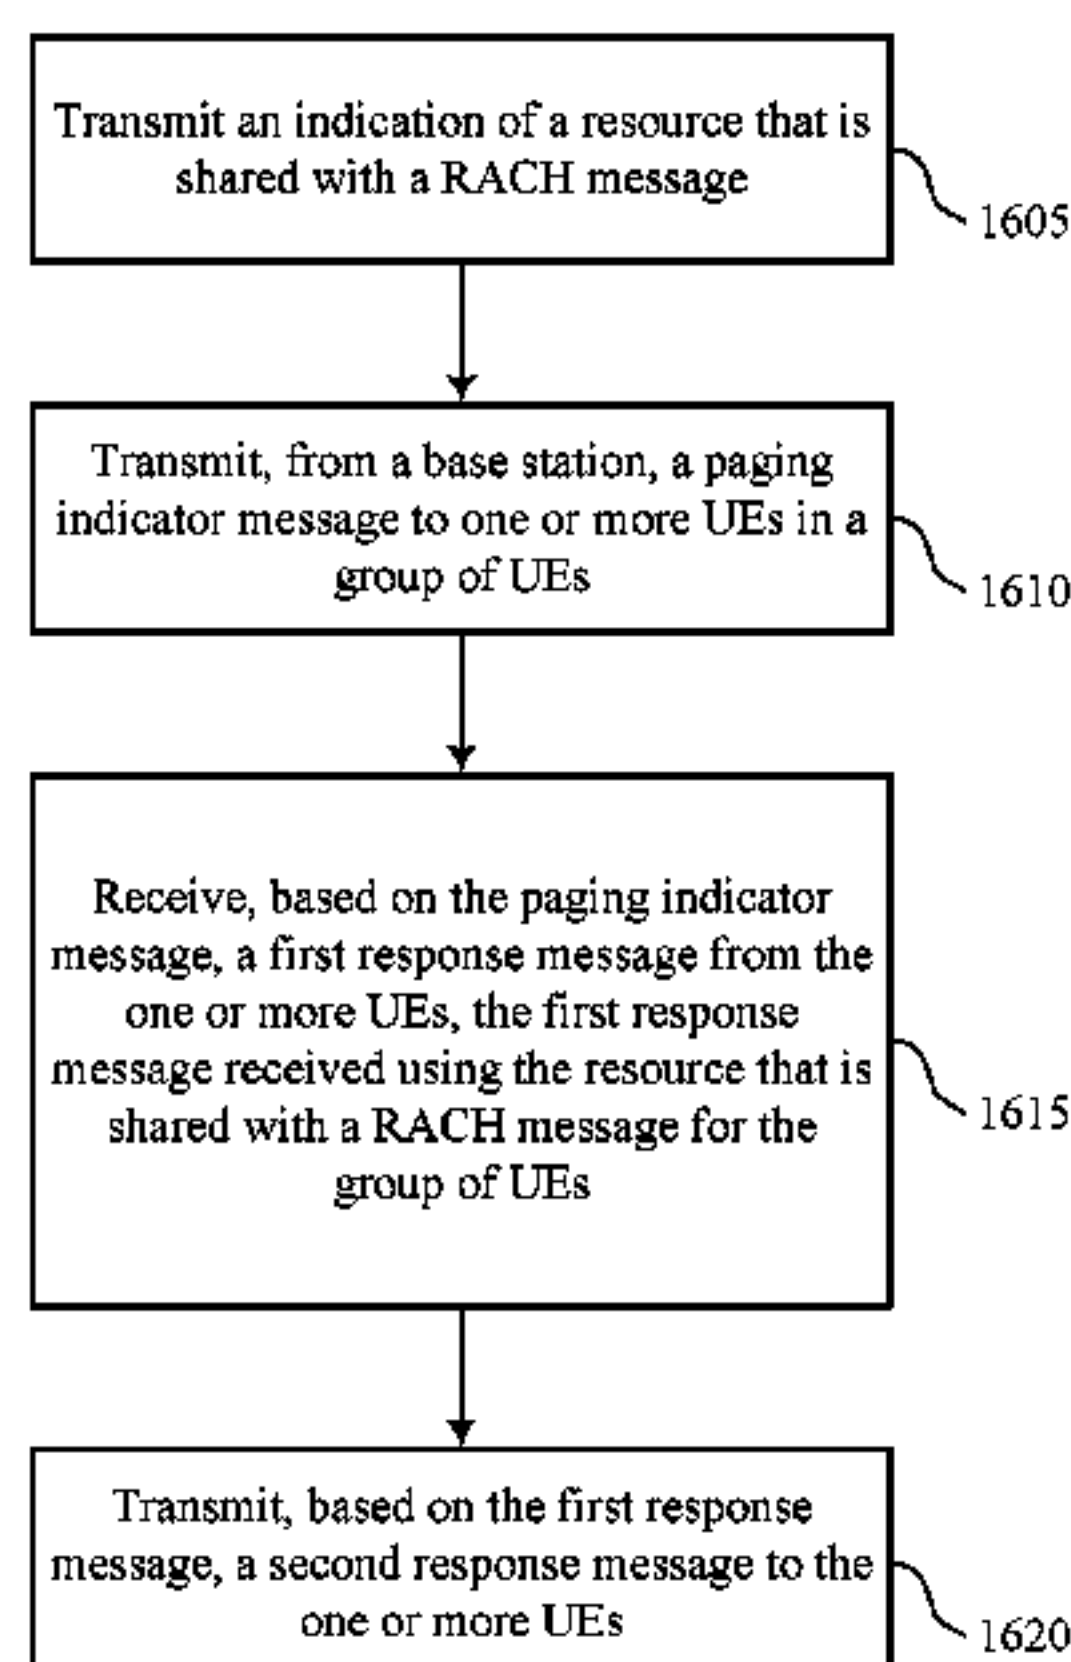 Transmit an indication of a resource that is
shared with a RACH message
1605
Transmit, from a base station, a paging
indicator message to one or more UEs in a
group of UEs
1610
Receive, based on the paging indicator
message, a first response message from the
one or more UEs, the first response
message received using the resource that is
shared with a RACH message for the
group of UEs
1615
Transmit, based on the first response
message, a second response message to the
one or more UEs
1620